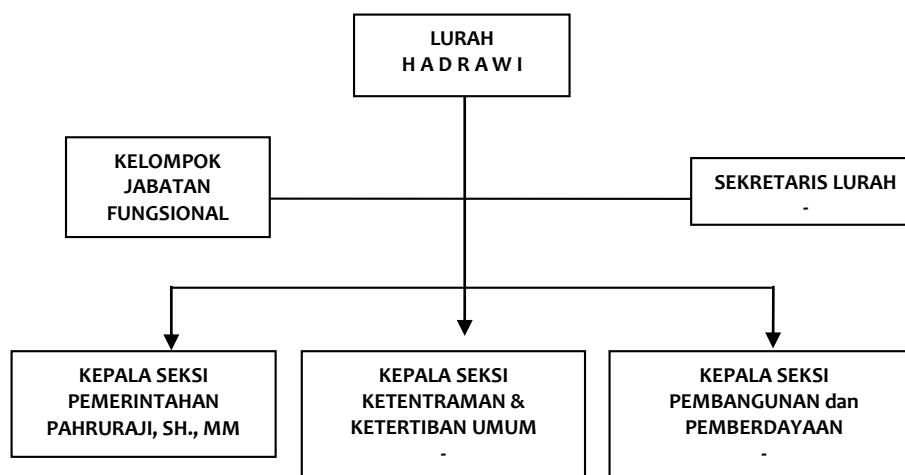 LURAH
H A D R A W I
KELOMPOK
JABATAN
FUNGSIONAL
SEKRETARIS LURAH
-
KEPALA SEKSI
PEMERINTAHAN
PAHRURAJI, SH., MM
KEPALA SEKSI
KETENTRAMAN &
KETERTIBAN UMUM
-
KEPALA SEKSI
PEMBANGUNAN dan
PEMBERDAYAAN
-